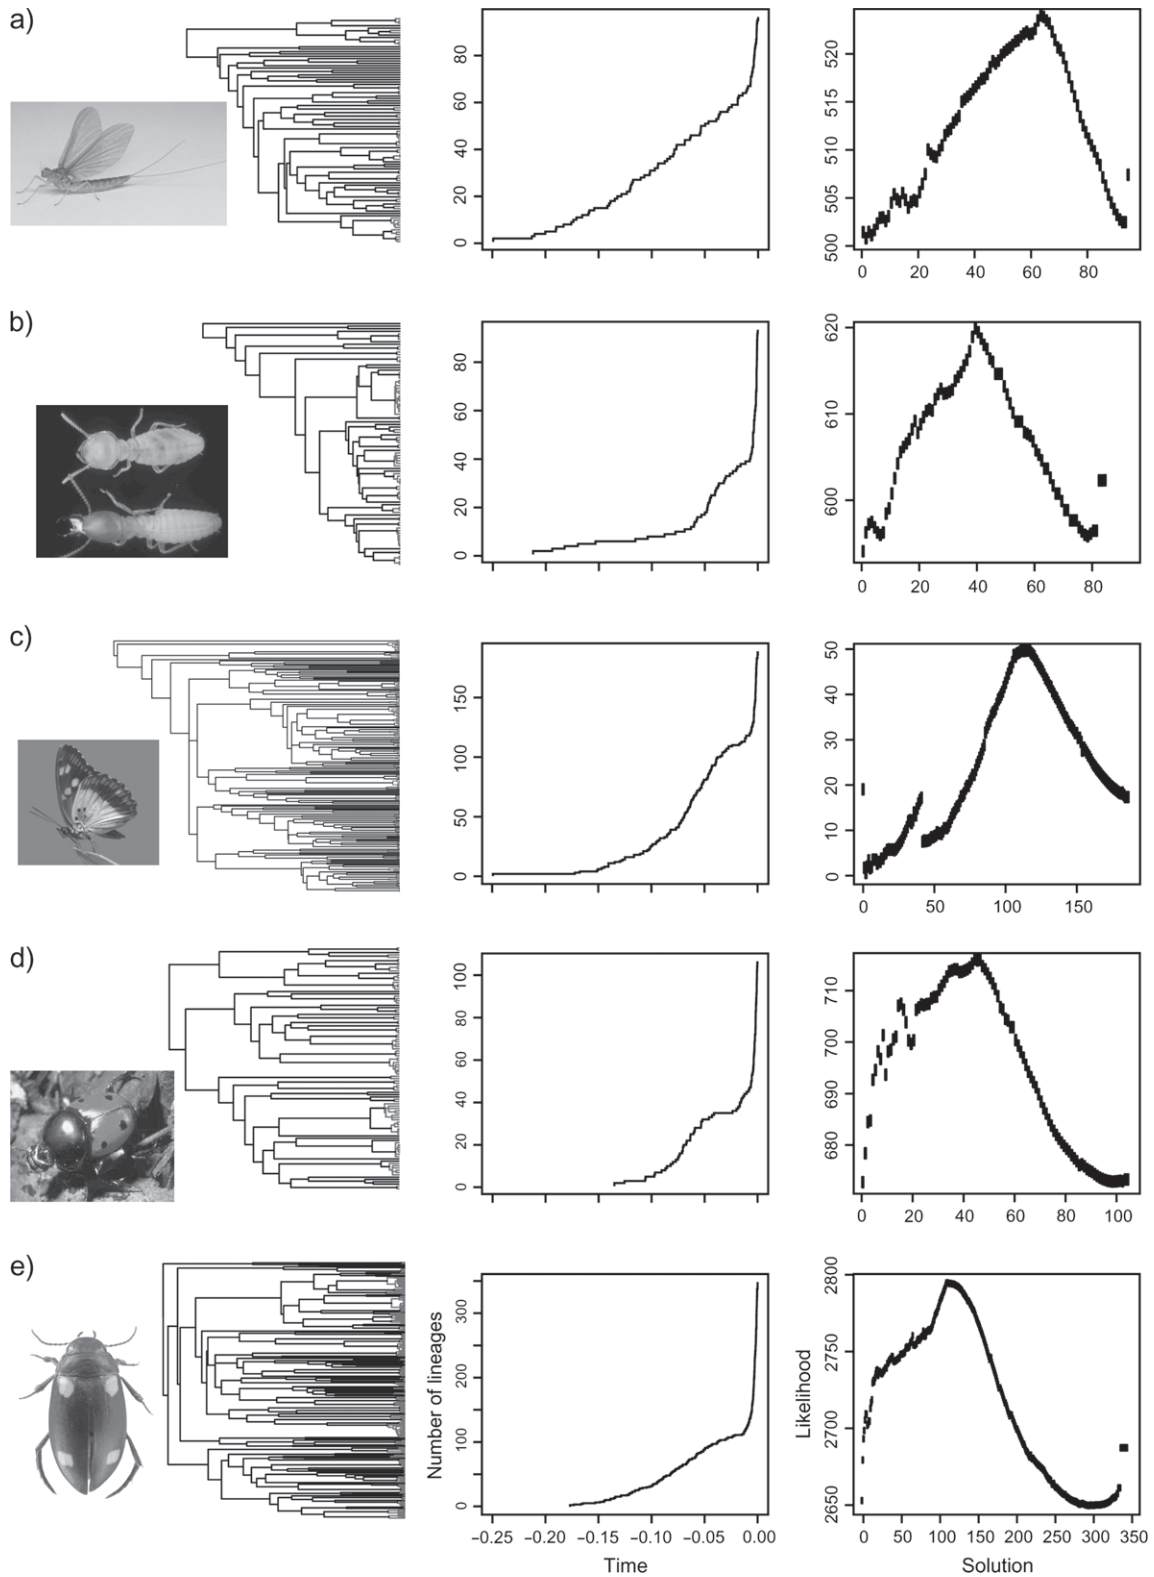 a)
0 20 40 60 80
500 505 510 515 520
0 20 40 60 80
b)
0 20 40 60 80
600 610 620
0 20 40 60 80
c)
0 50 100 150
0 10 20 30 40 50
0 50 100 150
d)
0 20 40 60 80 100
680 690 700 710
0 20 40 60 80 100
e)
Number of lineages
0 100 200 300
−0.25 −0.20 −0.15 −0.10 −0.05 0.00
Time
Likelihood
2650 2700 2750 2800
0 50 100 150 200 250 300 350
Solution